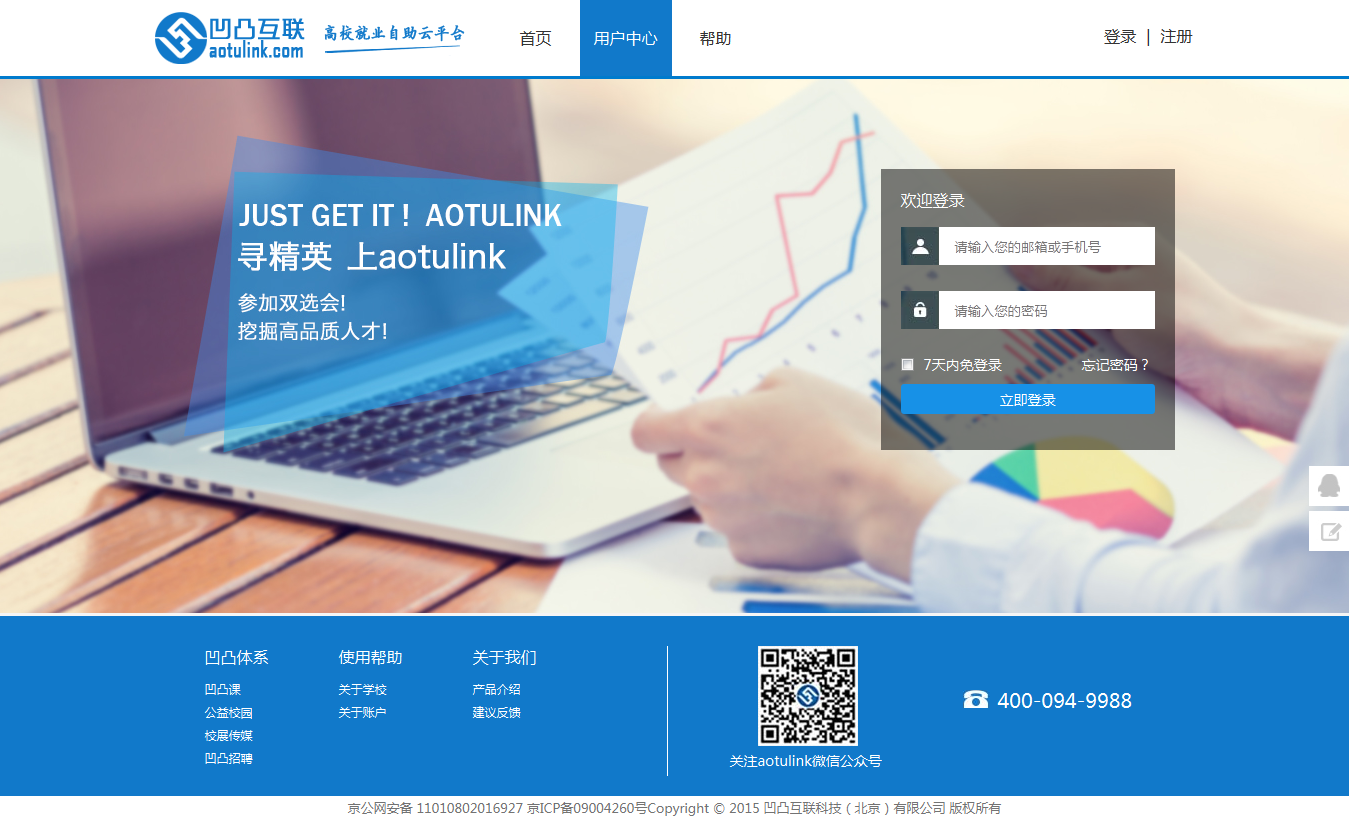 凹凸互联
aotulink.com
高校就业自助云平台
首页
用户中心
帮助
登录 | 注册
JUST GET IT ! AOTULINK
寻精英 上aotulink
参加双选会!
挖掘高品质人才!
欢迎登录
请输入您的邮箱或手机号
请输入您的密码
7天内免登录
忘记密码？
立即登录
凹凸体系
凹凸课
公益校园
校展传媒
凹凸招聘
使用帮助
关于学校
关于账户
关于我们
产品介绍
建议反馈
关注aotulink微信公众号
400-094-9988
京公网安备 11010802016927 京ICP备09004260号Copyright © 2015 凹凸互联科技（北京）有限公司 版权所有